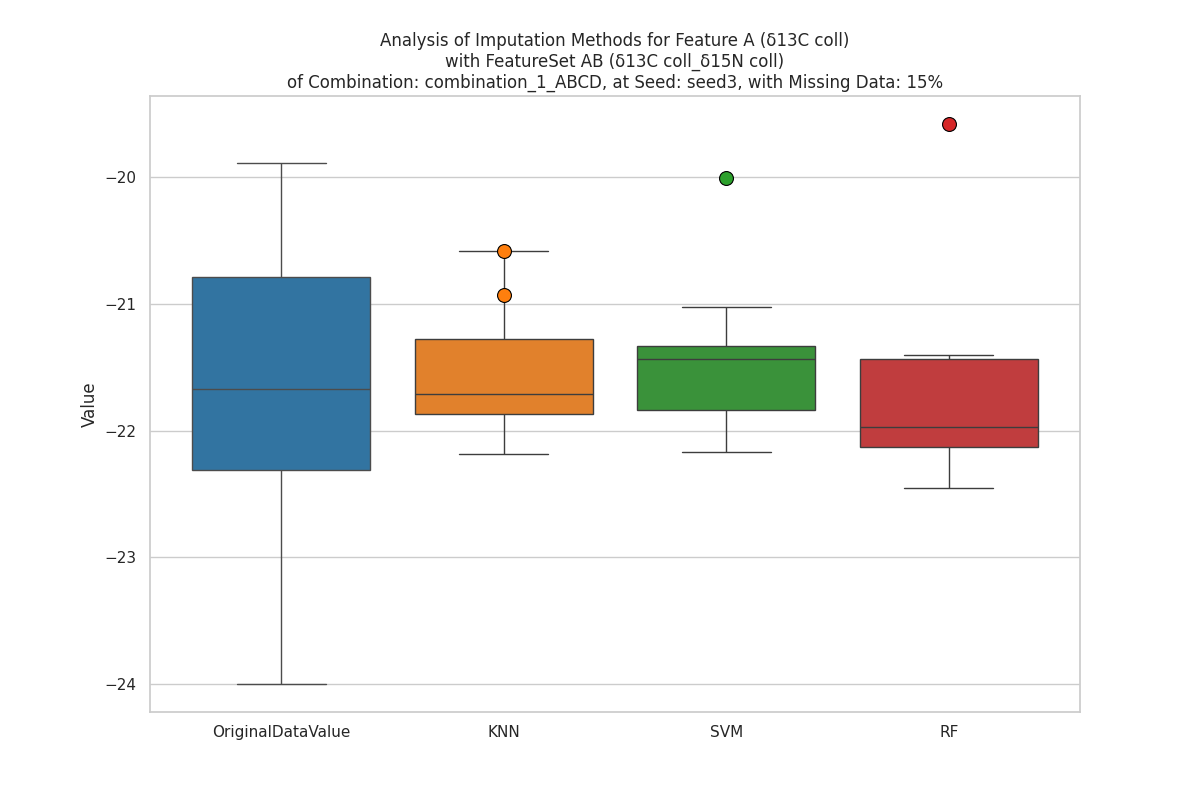 Analysis of Imputation Methods for Feature A (δ13C coll)
with FeatureSet AB (δ13C coll_δ15N coll)
of Combination: combination_1_ABCD, at Seed: seed3, with Missing Data: 15%
Value
−20
−21
−22
−23
−24
OriginalDataValue
KNN
SVM
RF